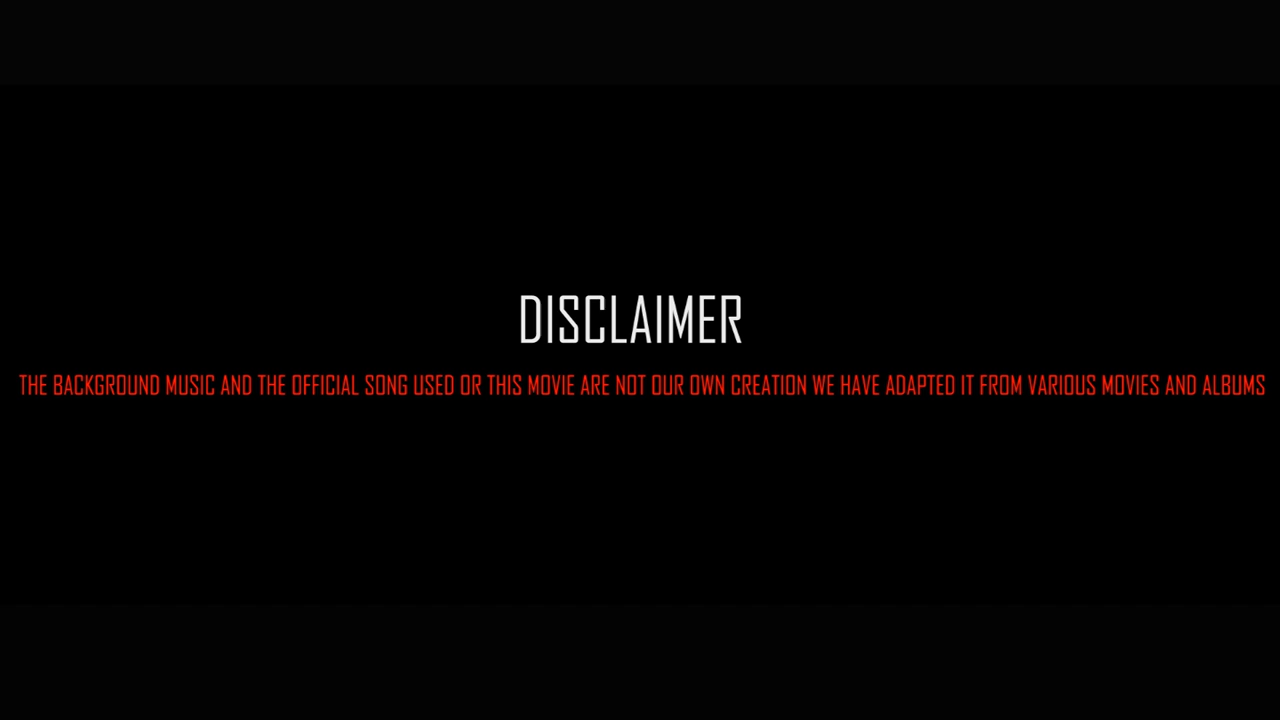 DISCLAIMER
THE BACKGROUND MUSIC AND THE OFFICIAL SONG USED OR THIS MOVIE ARE NOT OUR OWN CREATION WE HAVE ADAPTED IT FROM VARIOUS MOVIES AND ALBUMS